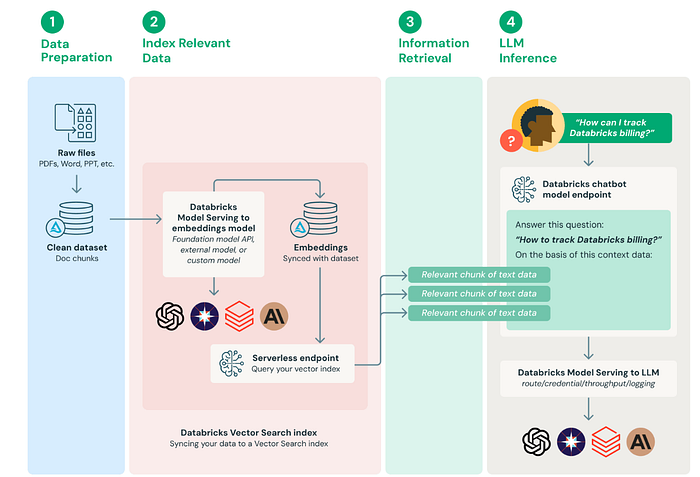 1
Data
Preparation
2
Index Relevant
Data
3
Information
Retrieval
4
LLM
Inference
Raw files
PDFs, Word, PPT, etc.
Clean dataset
Doc chunks
Databricks
Model Serving to
embeddings model
Foundation model API,
external model, or
custom model
Embeddings
Synced with dataset
Serverless endpoint
Query your vector index
Databricks Vector Search index
Syncing your data to a Vector Search index
Relevant chunk of text data
Relevant chunk of text data
Relevant chunk of text data
?
“How can I track
Databricks billing?”
Databricks chatbot
model endpoint
Answer this question:
“How to track Databricks billing?”
On the basis of this context data:
Databricks Model Serving to LLM
route/credential/throughput/logging